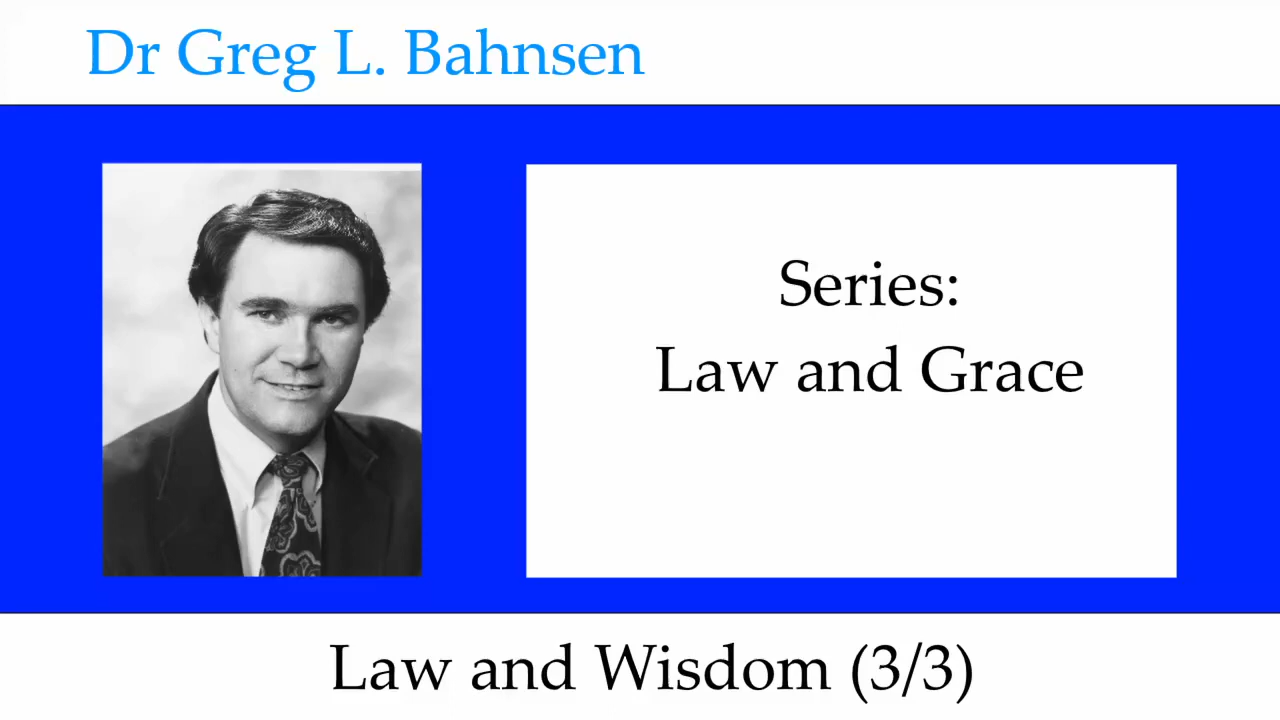 Dr Greg L. Bahnsen
Series:
Law and Grace
Law and Wisdom (3/3)